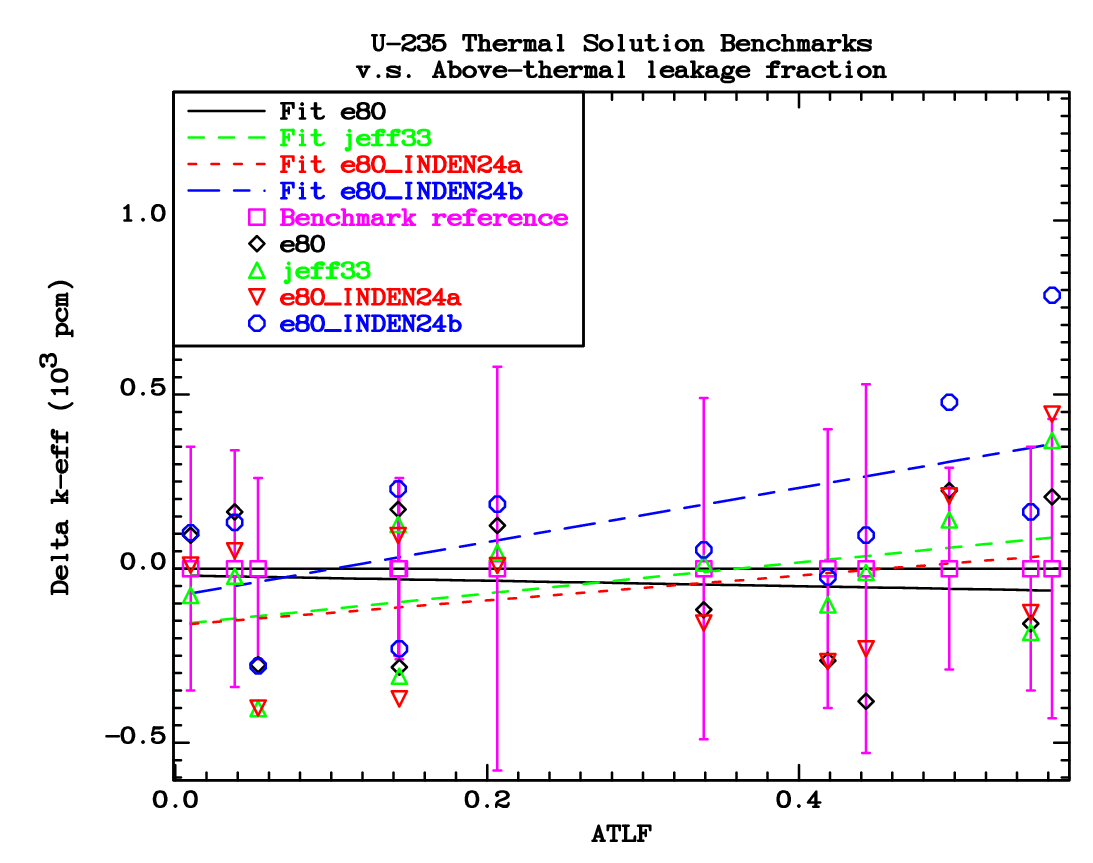 U-235 Thermal Solution Benchmarks
v.s. Above-thermal leakage fraction
Fit e80
Fit jeff33
Fit e80_INDEN24a
Fit e80_INDEN24b
Benchmark reference
e80
jeff33
e80_INDEN24a
e80_INDEN24b
1.0
0.5
0.0
-0.5
Delta k-eff (10³ pcm)
0.0 0.2 0.4
ATLF